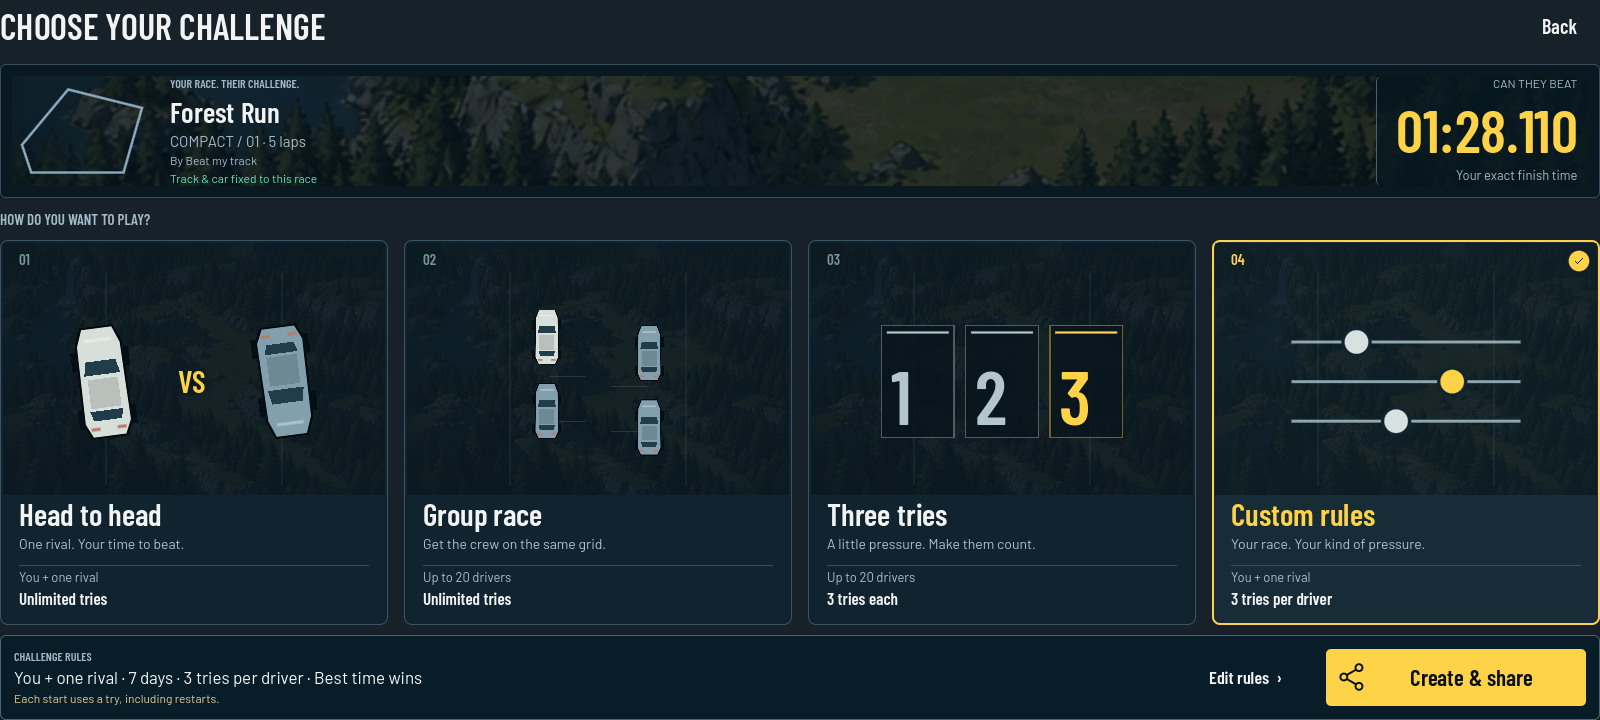 CHOOSE YOUR CHALLENGE
Back
YOUR RACE. THEIR CHALLENGE.
Forest Run
COMPACT / 01 · 5 laps
By Beat my track
Track & car fixed to this race
CAN THEY BEAT
01:28.110
Your exact finish time
HOW DO YOU WANT TO PLAY?
01
VS
Head to head
One rival. Your time to beat.
You + one rival
Unlimited tries
02
Group race
Get the crew on the same grid.
Up to 20 drivers
Unlimited tries
03
1 2 3
Three tries
A little pressure. Make them count.
Up to 20 drivers
3 tries each
04
Custom rules
Your race. Your kind of pressure.
You + one rival
3 tries per driver
CHALLENGE RULES
You + one rival · 7 days · 3 tries per driver · Best time wins
Each start uses a try, including restarts.
Edit rules ›
Create & share